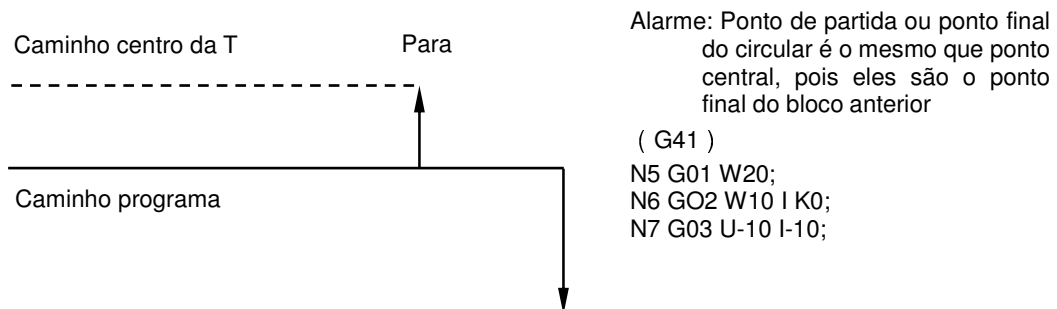 Caminho centro da T
Para
Caminho programa
Alarme: Ponto de partida ou ponto final
do circular é o mesmo que ponto
central, pois eles são o ponto
final do bloco anterior
( G41 )
N5 G01 W20;
N6 GO2 W10 I K0;
N7 G03 U-10 I-10;